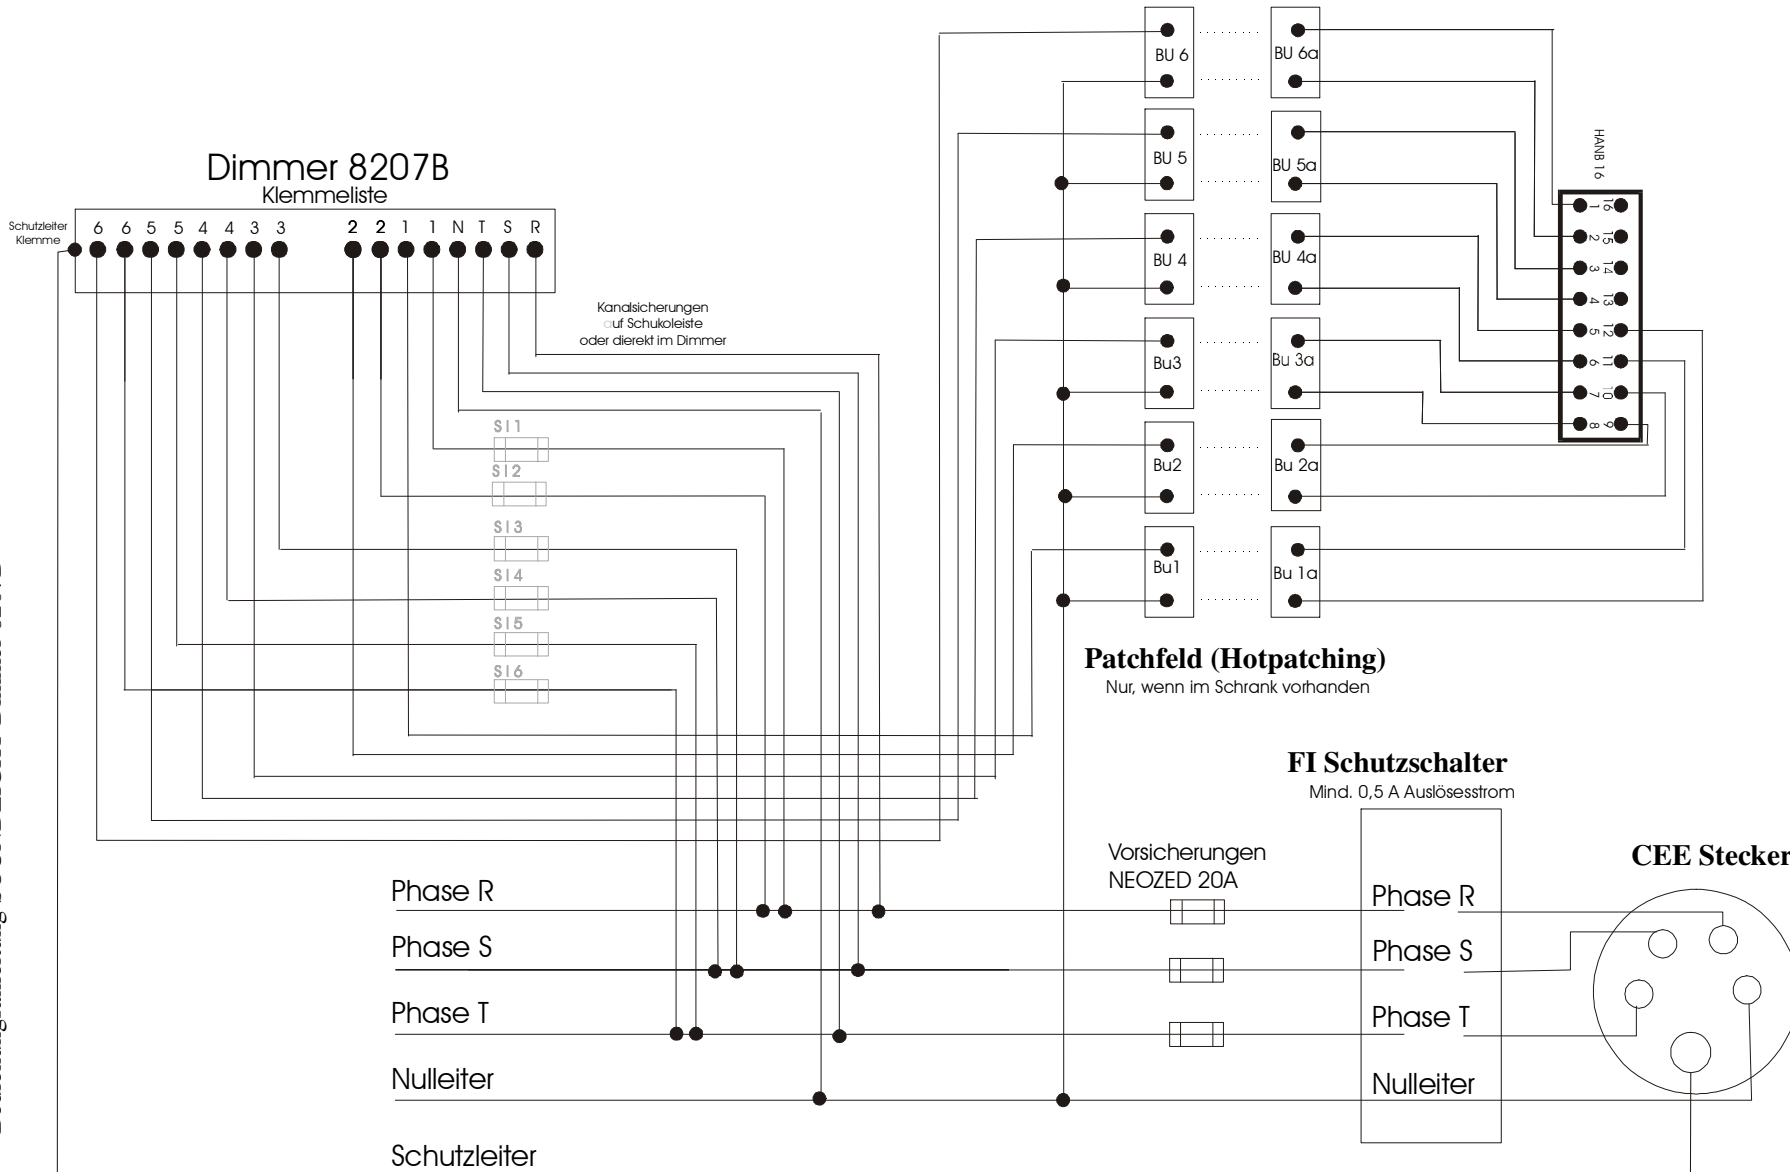 Dimmer 8207B
Klemmeliste
Schutzleiter
Klemme
6 6 5 5 4 4 3 3 2 2 1 1 N T S R
Kanalsicherungen
auf Schukoleiste
oder dierekt im Dimmer
SI1
SI2
SI3
SI4
SI5
SI6
BU 6
BU 6a
BU 5
BU 5a
BU 4
BU 4a
Bu3
Bu 3a
Bu2
Bu 2a
Bu1
Bu 1a
HANB 16
1 16
2 15
3 14
4 13
5 12
6 11
7 10
8 9
Patchfeld (Hotpatching)
Nur, wenn im Schrank vorhanden
FI Schutzschalter
Mind. 0,5 A Auslösesstrom
CEE Stecker
Vorsicherungen
NEOZED 20A
Phase R
Phase R
Phase S
Phase S
Phase T
Phase T
Nulleiter
Nulleiter
Schutzleiter